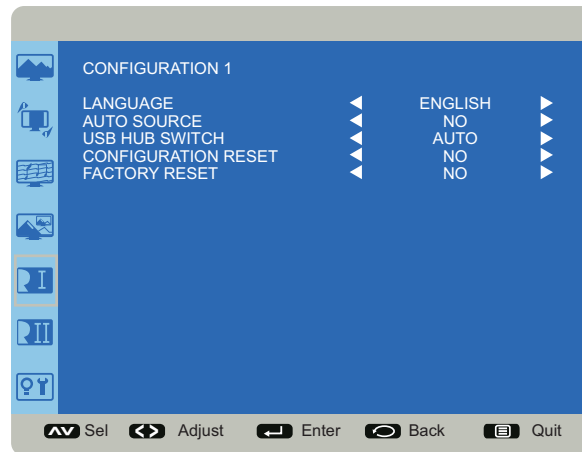 CONFIGURATION 1
LANGUAGE ENGLISH
AUTO SOURCE NO
USB HUB SWITCH AUTO
CONFIGURATION RESET NO
FACTORY RESET NO
I
II
Sel Adjust Enter Back Quit